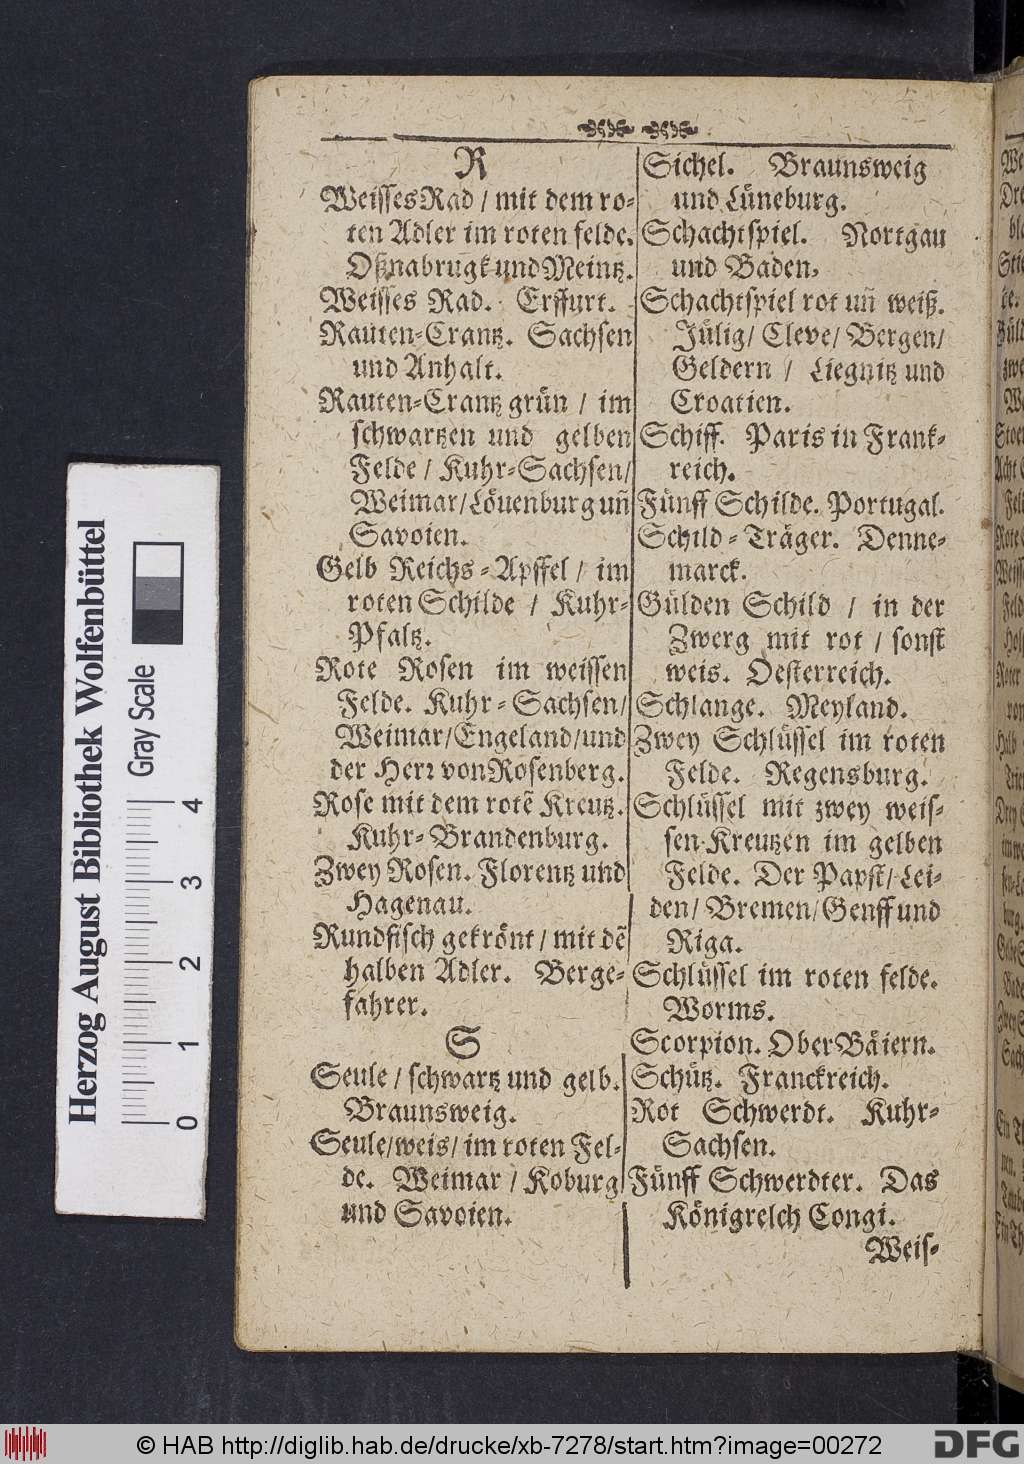 R
Weisses Rad / mit dem ro-
ten Adler im roten felde.
Oßnabrugk und Meintz.
Weisses Rad. Erffurt.
Rauten-Crantz. Sachsen
und Anhalt.
Rauten-Crantz grün / im
schwartzen und gelben
Felde / Kuhr-Sachsen/
Weimar/Löuenburg uñ
Savoien.
Gelb Reichs-Apffel / im
roten Schilde / Kuhr-
Pfaltz.
Rote Rosen im weissen
Felde. Kuhr-Sachsen/
Weimar/Engeland/und
der Herr von Rosenberg.
Rose mit dem rotẽ Kreutz.
Kuhr-Brandenburg.
Zwey Rosen. Florentz und
Hagenau.
Rundfisch gekrönt / mit dẽ
halben Adler. Berge-
fahrer.
S
Seule / schwartz und gelb.
Braunsweig.
Seule/weis/ im roten Fel-
de. Weimar / Koburg
und Savoien.
Sichel. Braunsweig
und Lüneburg.
Schachtspiel. Nortgau
und Baden.
Schachtspiel rot uñ weiß.
Jülig/ Cleve/ Bergen/
Geldern / Liegnitz und
Croatien.
Schiff. Paris in Frank-
reich.
Fünff Schilde. Portugal.
Schild-Träger. Denne-
marck.
Gülden Schild / in der
Zwerg mit rot / sonst
weis. Oesterreich.
Schlange. Meyland.
Zwey Schlüssel im roten
Felde. Regensburg.
Schlüssel mit zwey weis-
sen Kreutzen im gelben
Felde. Der Papst/ Lei-
den/ Bremen/Genff und
Riga.
Schlüssel im roten felde.
Worms.
Scorpion. Ober Bäiern.
Schütz. Franckreich.
Rot Schwerdt. Kuhr-
Sachsen.
Fünff Schwerdter. Das
Königreich Congi.
Weis-
Herzog August Bibliothek Wolfenbüttel
Gray Scale
0 1 2 3 4
© HAB http://diglib.hab.de/drucke/xb-7278/start.htm?image=00272
DFG